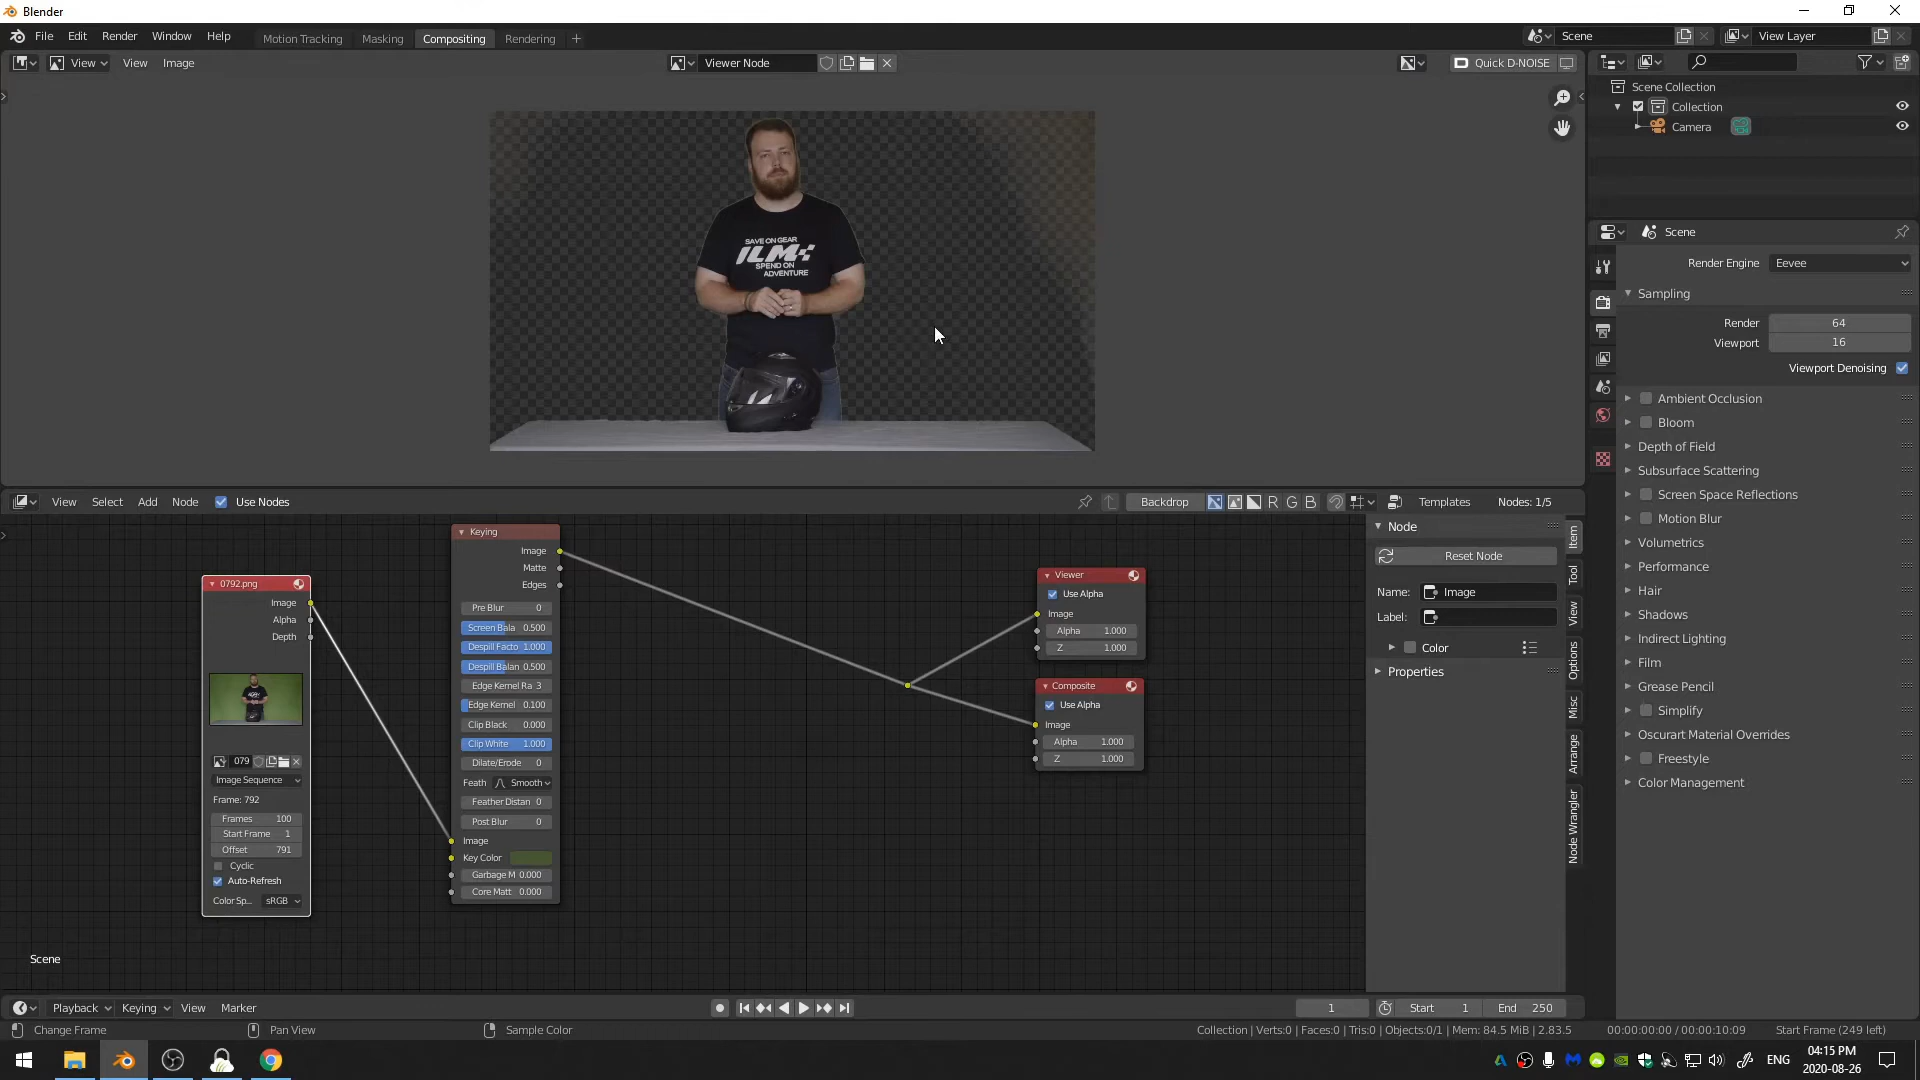 Blender
File Edit Render Window Help Motion Tracking Masking Compositing Rendering + Scene View Layer
View View Image Viewer Node Quick D-NOISE
Scene Collection
Collection
Camera
SAVE ON GEAR
ILM
SPEND ON
ADVENTURE
Scene
Render Engine Eevee
Sampling
Render 64
Viewport 16
Viewport Denoising
Ambient Occlusion
Bloom
Depth of Field
Subsurface Scattering
Screen Space Reflections
Motion Blur
Volumetrics
Performance
Hair
Shadows
Indirect Lighting
Film
Grease Pencil
Simplify
Oscurart Material Overrides
Freestyle
Color Management
View Select Add Node Use Nodes Backdrop R G B Templates Nodes: 1/5
0792.png
Image
Alpha
Depth
079
Image Sequence
Frame: 792
Frames 100
Start Frame 1
Offset 791
Cyclic
Auto-Refresh
Color Sp... sRGB
Keying
Image
Matte
Edges
Pre Blur 0
Screen Bala 0.500
Despill Facto 1.000
Despill Balan 0.500
Edge Kernel Ra 3
Edge Kernel 0.100
Clip Black 0.000
Clip White 1.000
Dilate/Erode 0
Feath Smooth
Feather Distan 0
Post Blur 0
Image
Key Color
Garbage M 0.000
Core Matt 0.000
Viewer
Use Alpha
Image
Alpha 1.000
Z 1.000
Composite
Use Alpha
Image
Alpha 1.000
Z 1.000
Node
Reset Node
Name: Image
Label:
Color
Properties
Item
Tool
View
Options
Misc
Arrange
Node Wrangler
Scene
Playback Keying View Marker 1 Start 1 End 250
Change Frame Pan View Sample Color Collection | Verts:0 | Faces:0 | Tris:0 | Objects:0/1 | Mem: 84.5 MiB | 2.83.5 00:00:00:00 / 00:00:10:09 Start Frame (249 left)
ENG 04:15 PM
2020-08-26